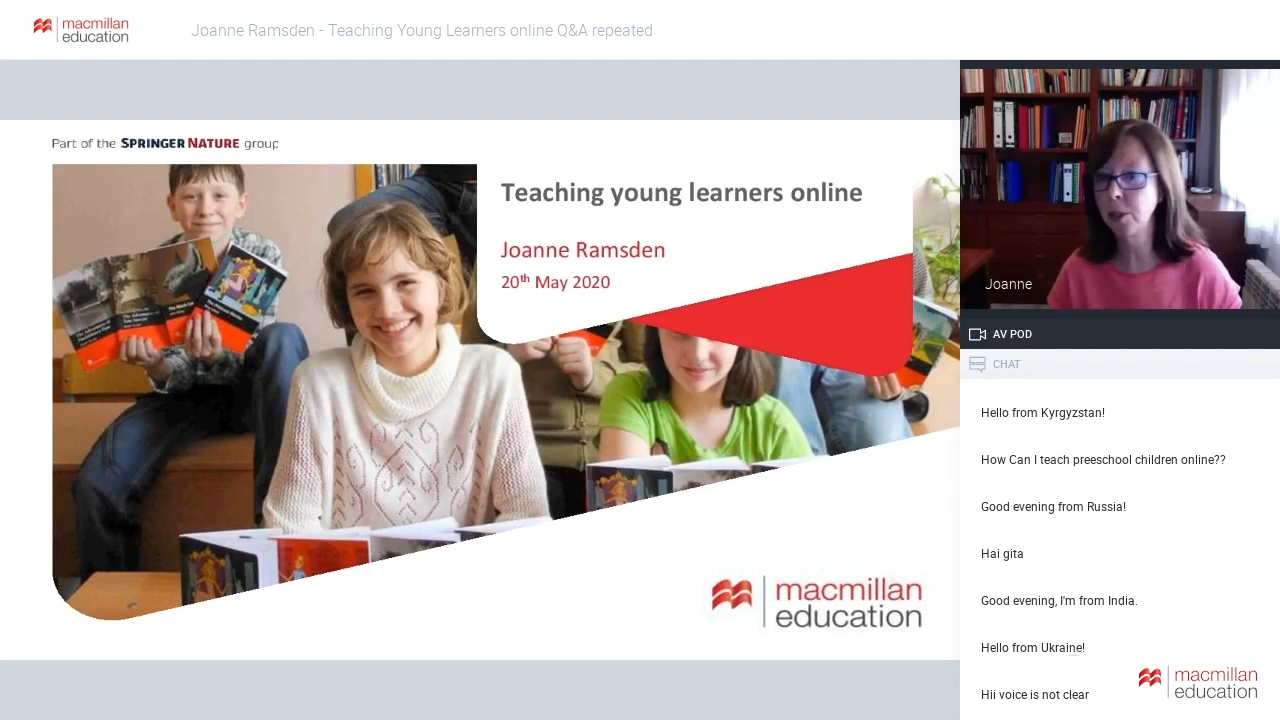 macmillan
education
Joanne Ramsden - Teaching Young Learners online Q&A repeated
Part of the SPRINGER NATURE group
Teaching young learners online
Joanne Ramsden
20th May 2020
macmillan
education
Joanne
AV POD
CHAT
Hello from Kyrgyzstan!
How Can I teach preeschool children online??
Good evening from Russia!
Hai gita
Good evening, I'm from India.
Hello from Ukraine!
Hii voice is not clear
macmillan
education